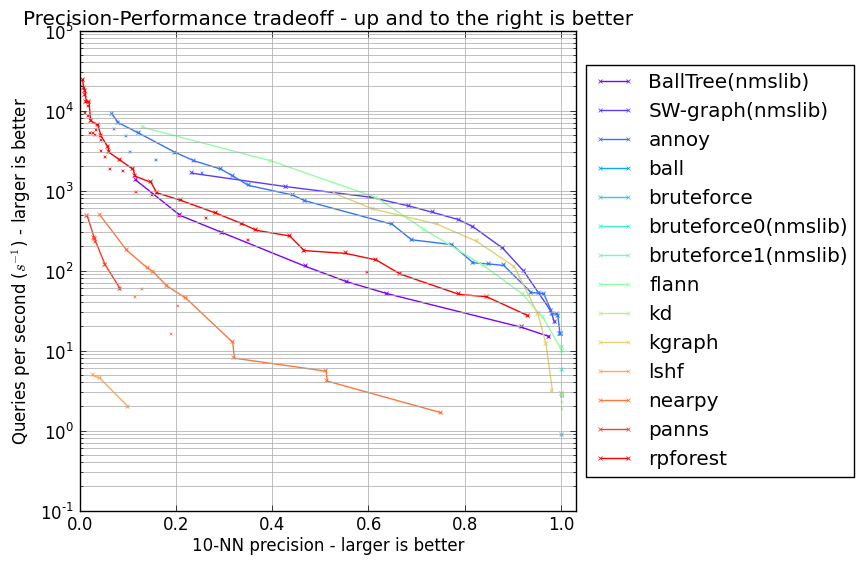 Precision-Performance tradeoff - up and to the right is better
10^5
10^4
10^3
10^2
10^1
10^0
10^-1
Queries per second (s^-1) - larger is better
0.0 0.2 0.4 0.6 0.8 1.0
10-NN precision - larger is better
BallTree(nmslib)
SW-graph(nmslib)
annoy
ball
bruteforce
bruteforce0(nmslib)
bruteforce1(nmslib)
flann
kd
kgraph
lshf
nearpy
panns
rpforest